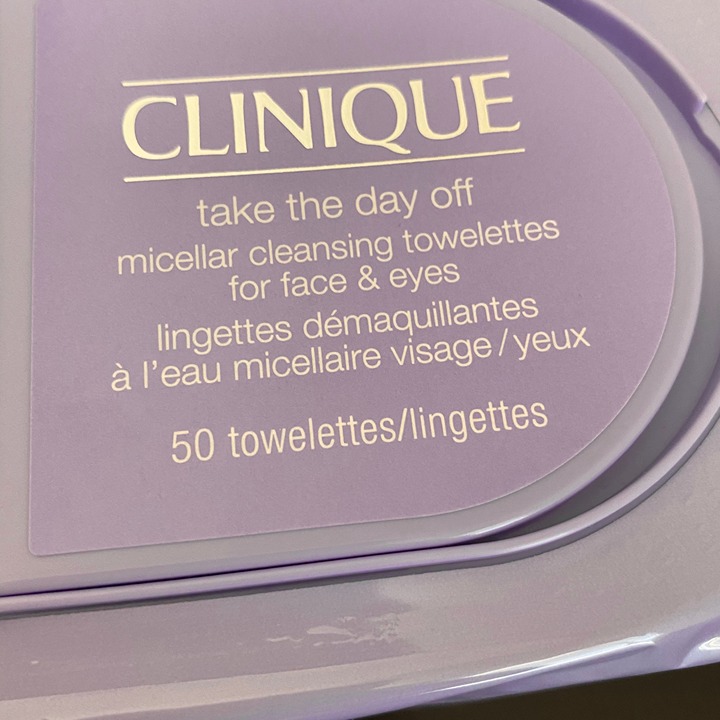 CLINIQUE
take the day off
micellar cleansing towelettes
for face & eyes
lingettes démaquillantes
à l'eau micellaire visage/yeux
50 towelettes/lingettes